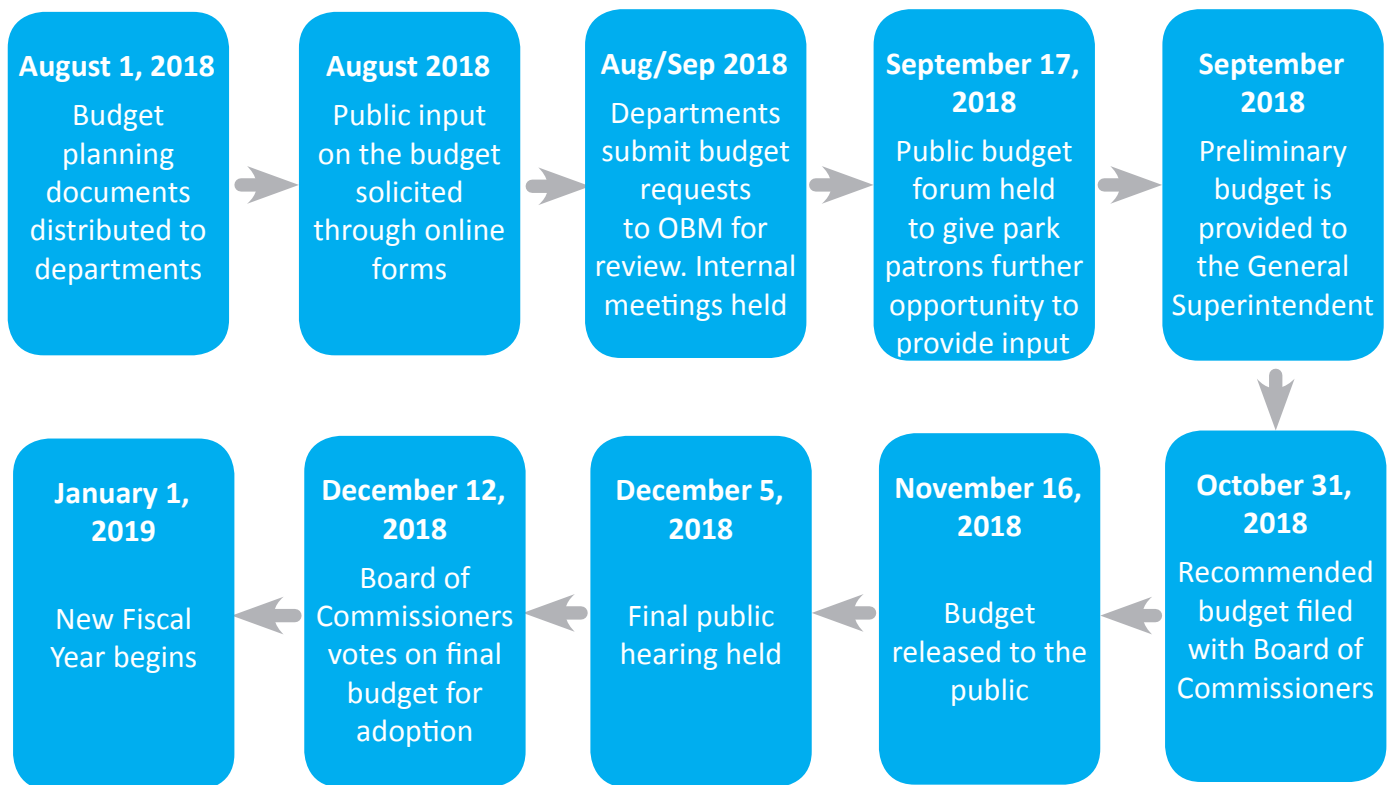 August 1, 2018
Budget
planning
documents
distributed to
departments
August 2018
Public input
on the budget
solicited
through online
forms
Aug/Sep 2018
Departments
submit budget
requests
to OBM for
review. Internal
meetings held
September 17,
2018
Public budget
forum held
to give park
patrons further
opportunity to
provide input
September
2018
Preliminary
budget is
provided to
the General
Superintendent
October 31,
2018
Recommended
budget filed
with Board of
Commissioners
November 16,
2018
Budget
released to the
public
December 5,
2018
Final public
hearing held
December 12,
2018
Board of
Commissioners
votes on final
budget for
adoption
January 1,
2019
New Fiscal
Year begins